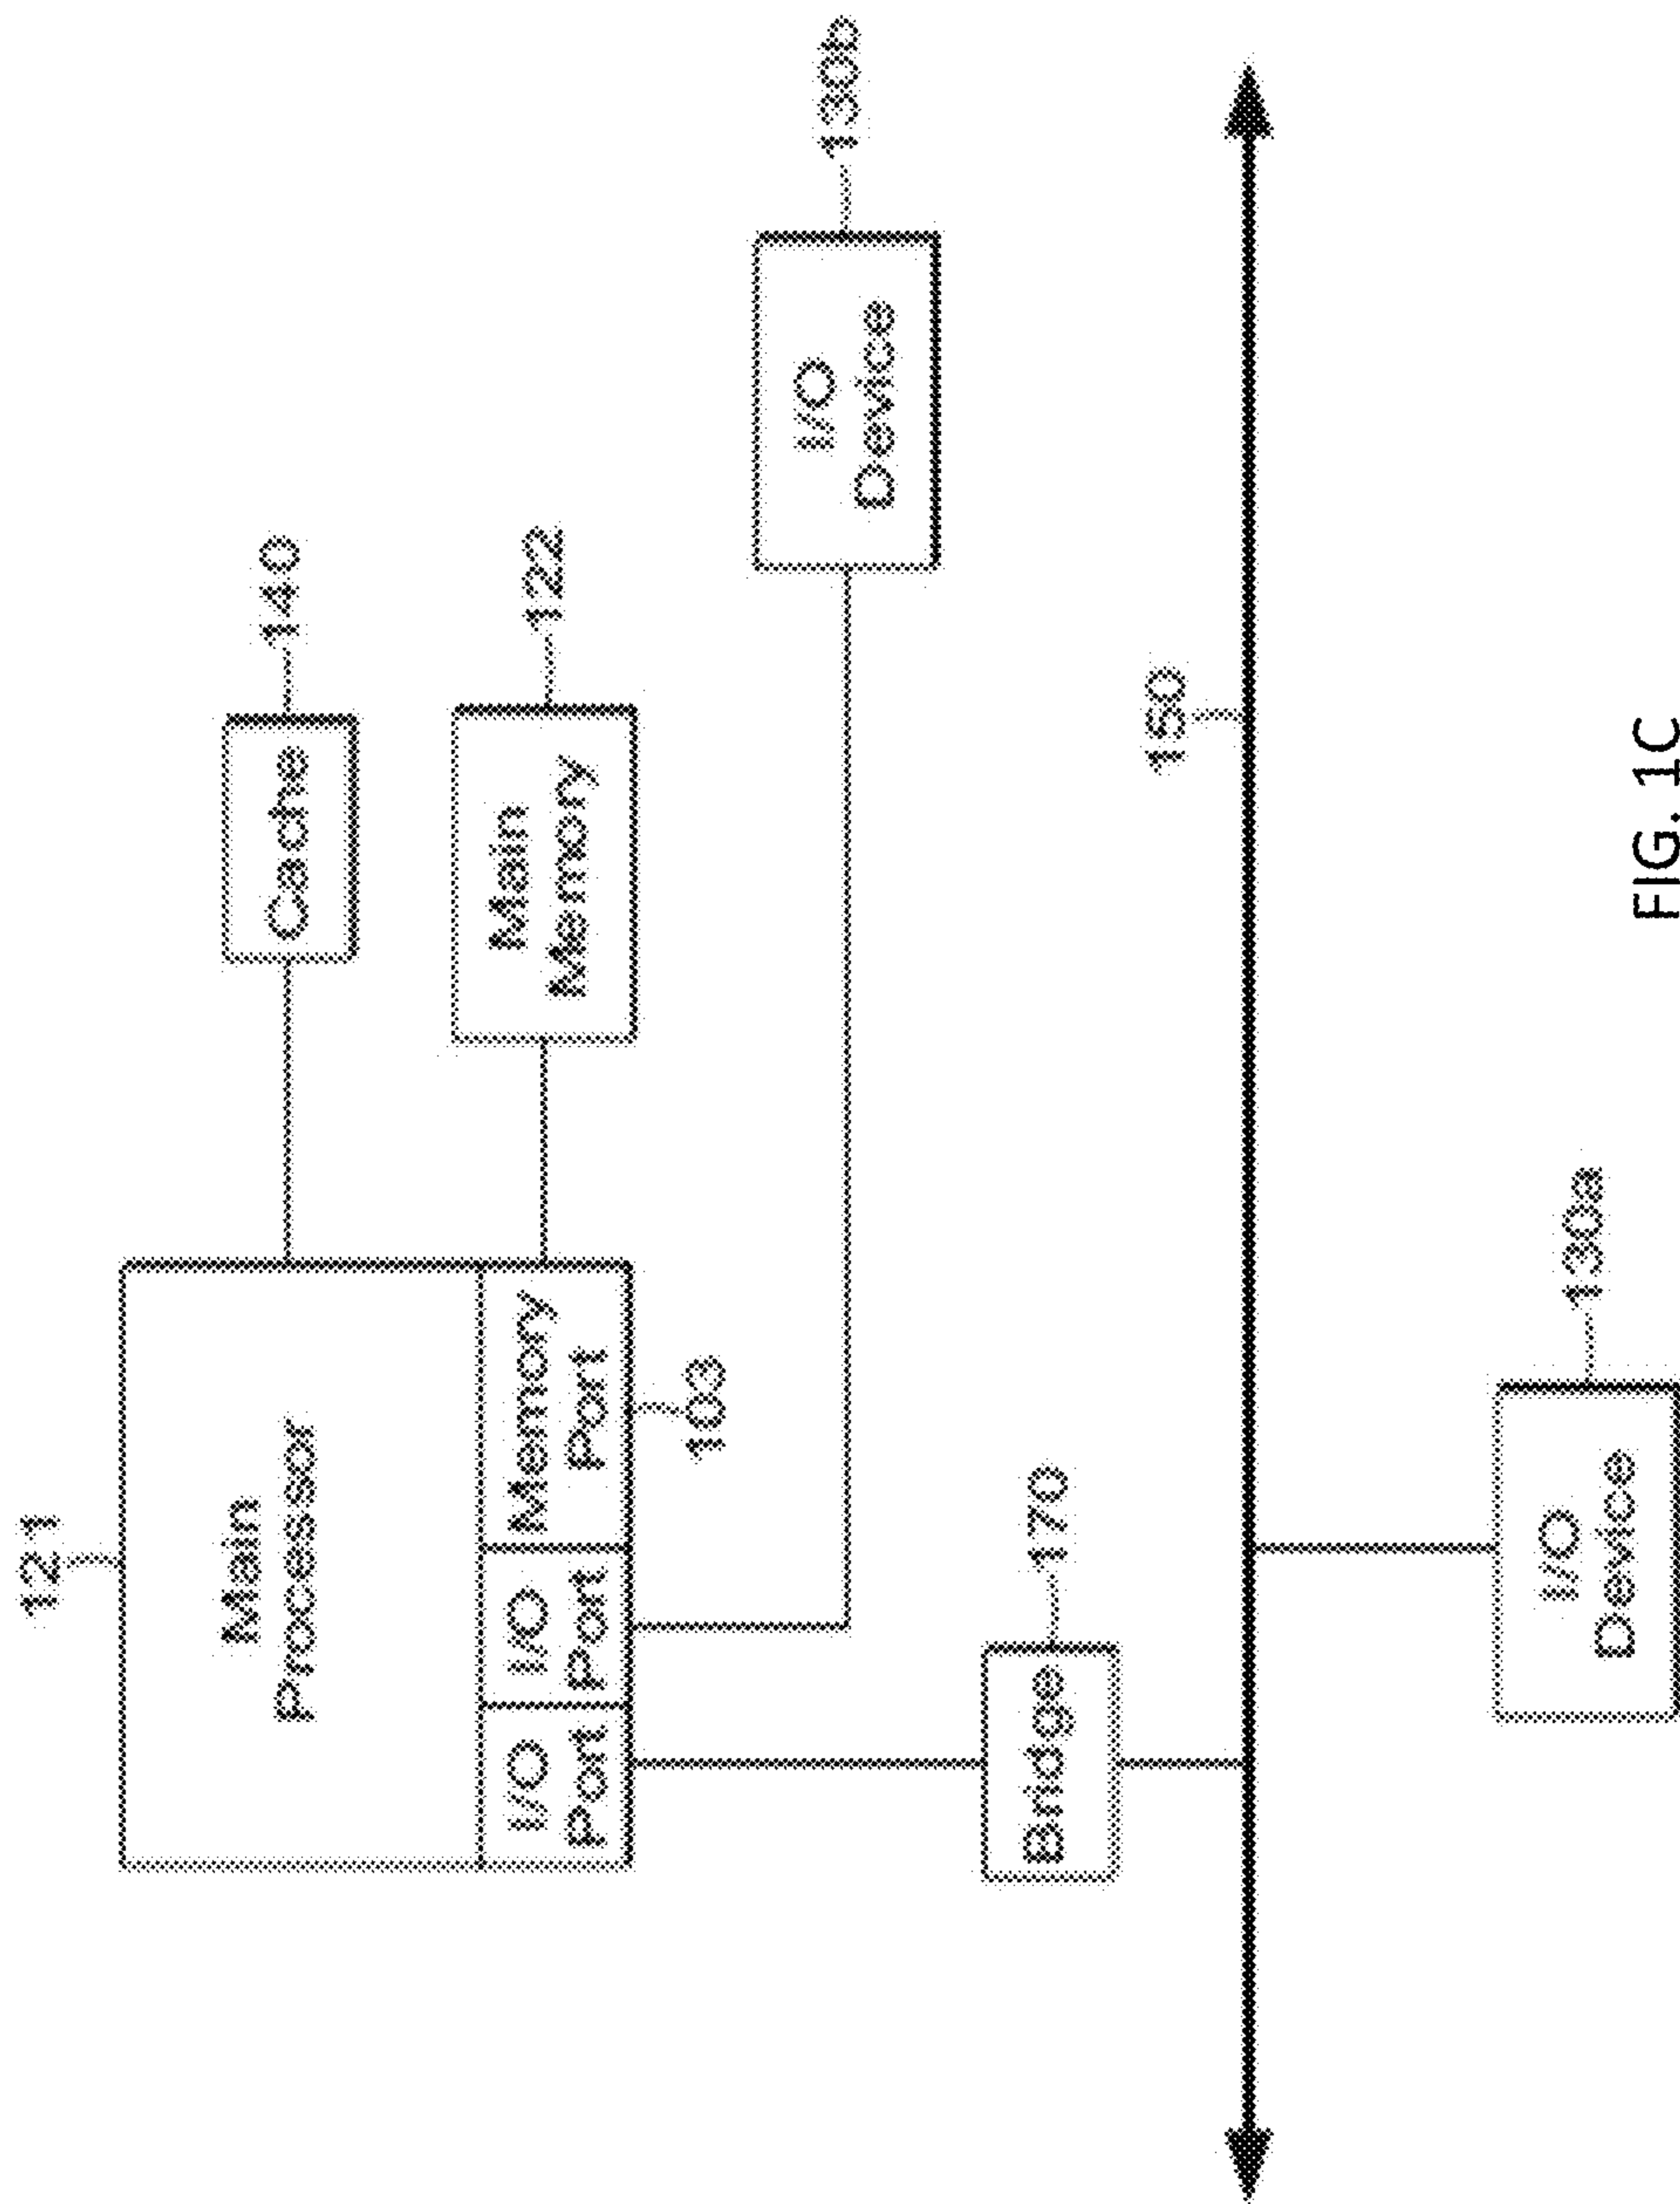 121
Main
Processor
I/O
Port
I/O
Port
Memory
Port
103
Cache
140
Main
Memory
122
I/O
Device
130b
Bridge
170
150
I/O
Device
130a
FIG. 1C